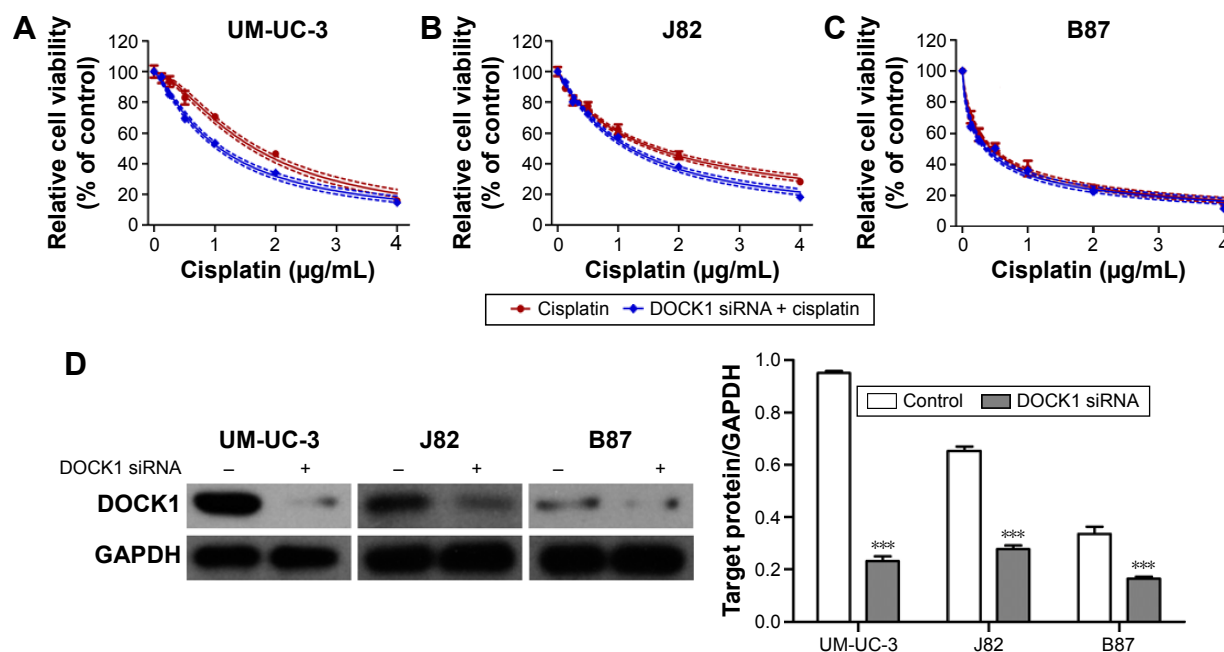 A
UM-UC-3
Relative cell viability
(% of control)
120
100
80
60
40
20
0
0
1
2
3
4
Cisplatin (µg/mL)
B
J82
Relative cell viability
(% of control)
120
100
80
60
40
20
0
0
1
2
3
4
Cisplatin (µg/mL)
C
B87
Relative cell viability
(% of control)
120
100
80
60
40
20
0
0
1
2
3
4
Cisplatin (µg/mL)
Cisplatin
DOCK1 siRNA + cisplatin
D
UM-UC-3
J82
B87
DOCK1 siRNA – + – + – +
DOCK1
GAPDH
Target protein/GAPDH
1.0
0.8
0.6
0.4
0.2
0.0
Control
DOCK1 siRNA
***
***
***
UM-UC-3
J82
B87